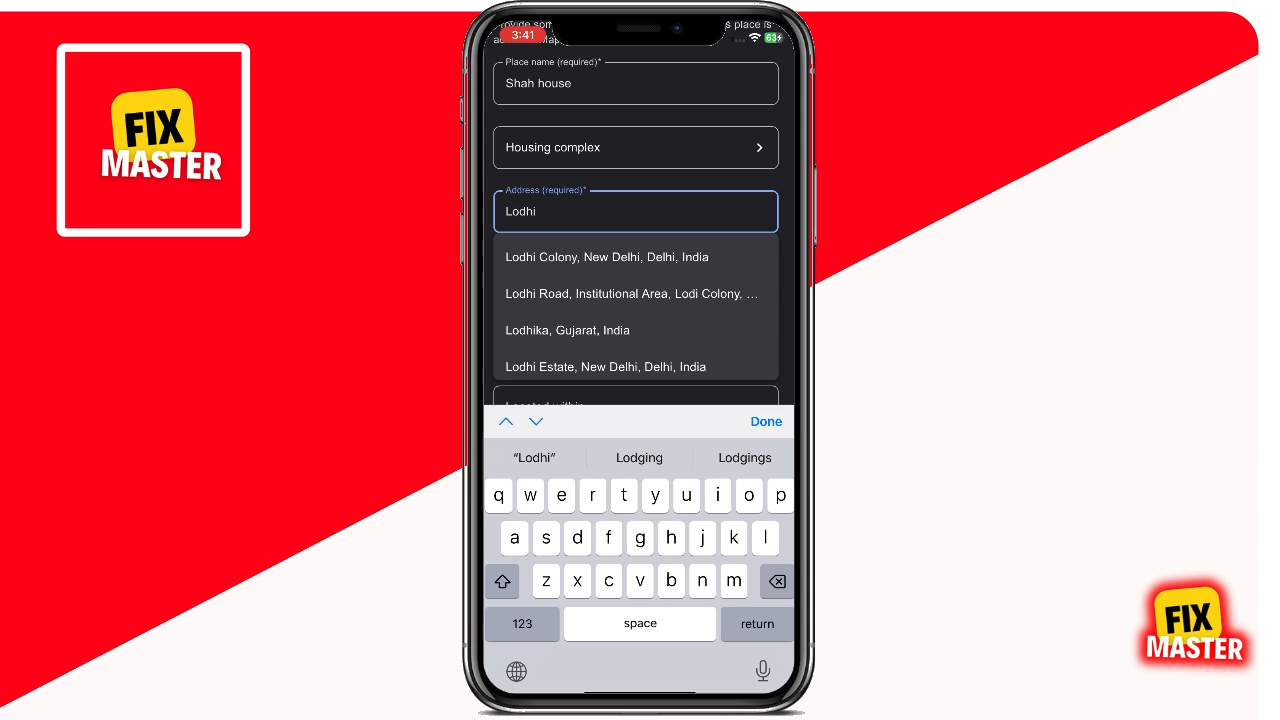 FIX
MASTER
3:41
63
Place name (required)*
Shah house
Housing complex
Address (required)*
Lodhi
Lodhi Colony, New Delhi, Delhi, India
Lodhi Road, Institutional Area, Lodi Colony, ...
Lodhika, Gujarat, India
Lodhi Estate, New Delhi, Delhi, India
Done
“Lodhi” Lodging Lodgings
q w e r t y u i o p
a s d f g h j k l
z x c v b n m
123 space return
FIX
MASTER